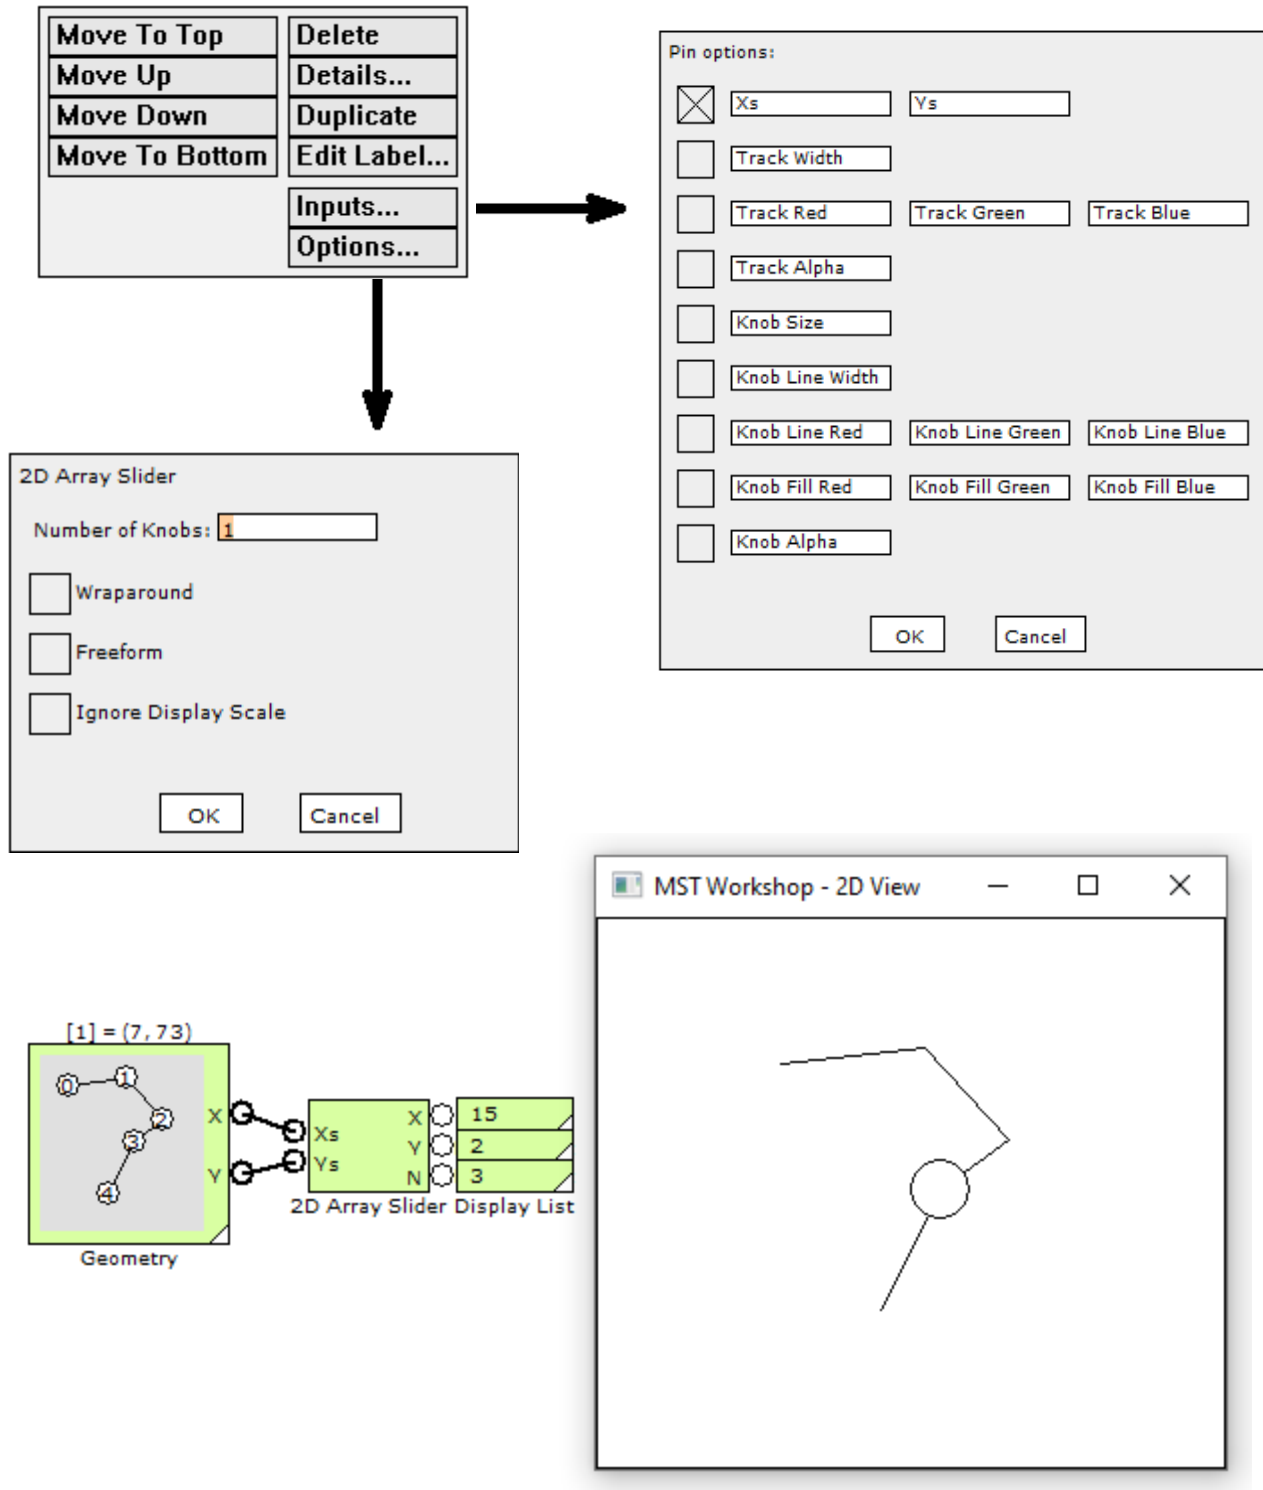 Move To Top
Delete
Move Up
Details...
Move Down
Duplicate
Move To Bottom
Edit Label...
Inputs...
Options...
Pin options:
Xs
Ys
Track Width
Track Red
Track Green
Track Blue
Track Alpha
Knob Size
Knob Line Width
Knob Line Red
Knob Line Green
Knob Line Blue
Knob Fill Red
Knob Fill Green
Knob Fill Blue
Knob Alpha
OK
Cancel
2D Array Slider
Number of Knobs: 1
Wraparound
Freeform
Ignore Display Scale
OK
Cancel
MST Workshop - 2D View
[1] = (7, 73)
0
1
2
3
4
X
Y
Geometry
Xs
Ys
X
Y
N
15
2
3
2D Array Slider
Display List